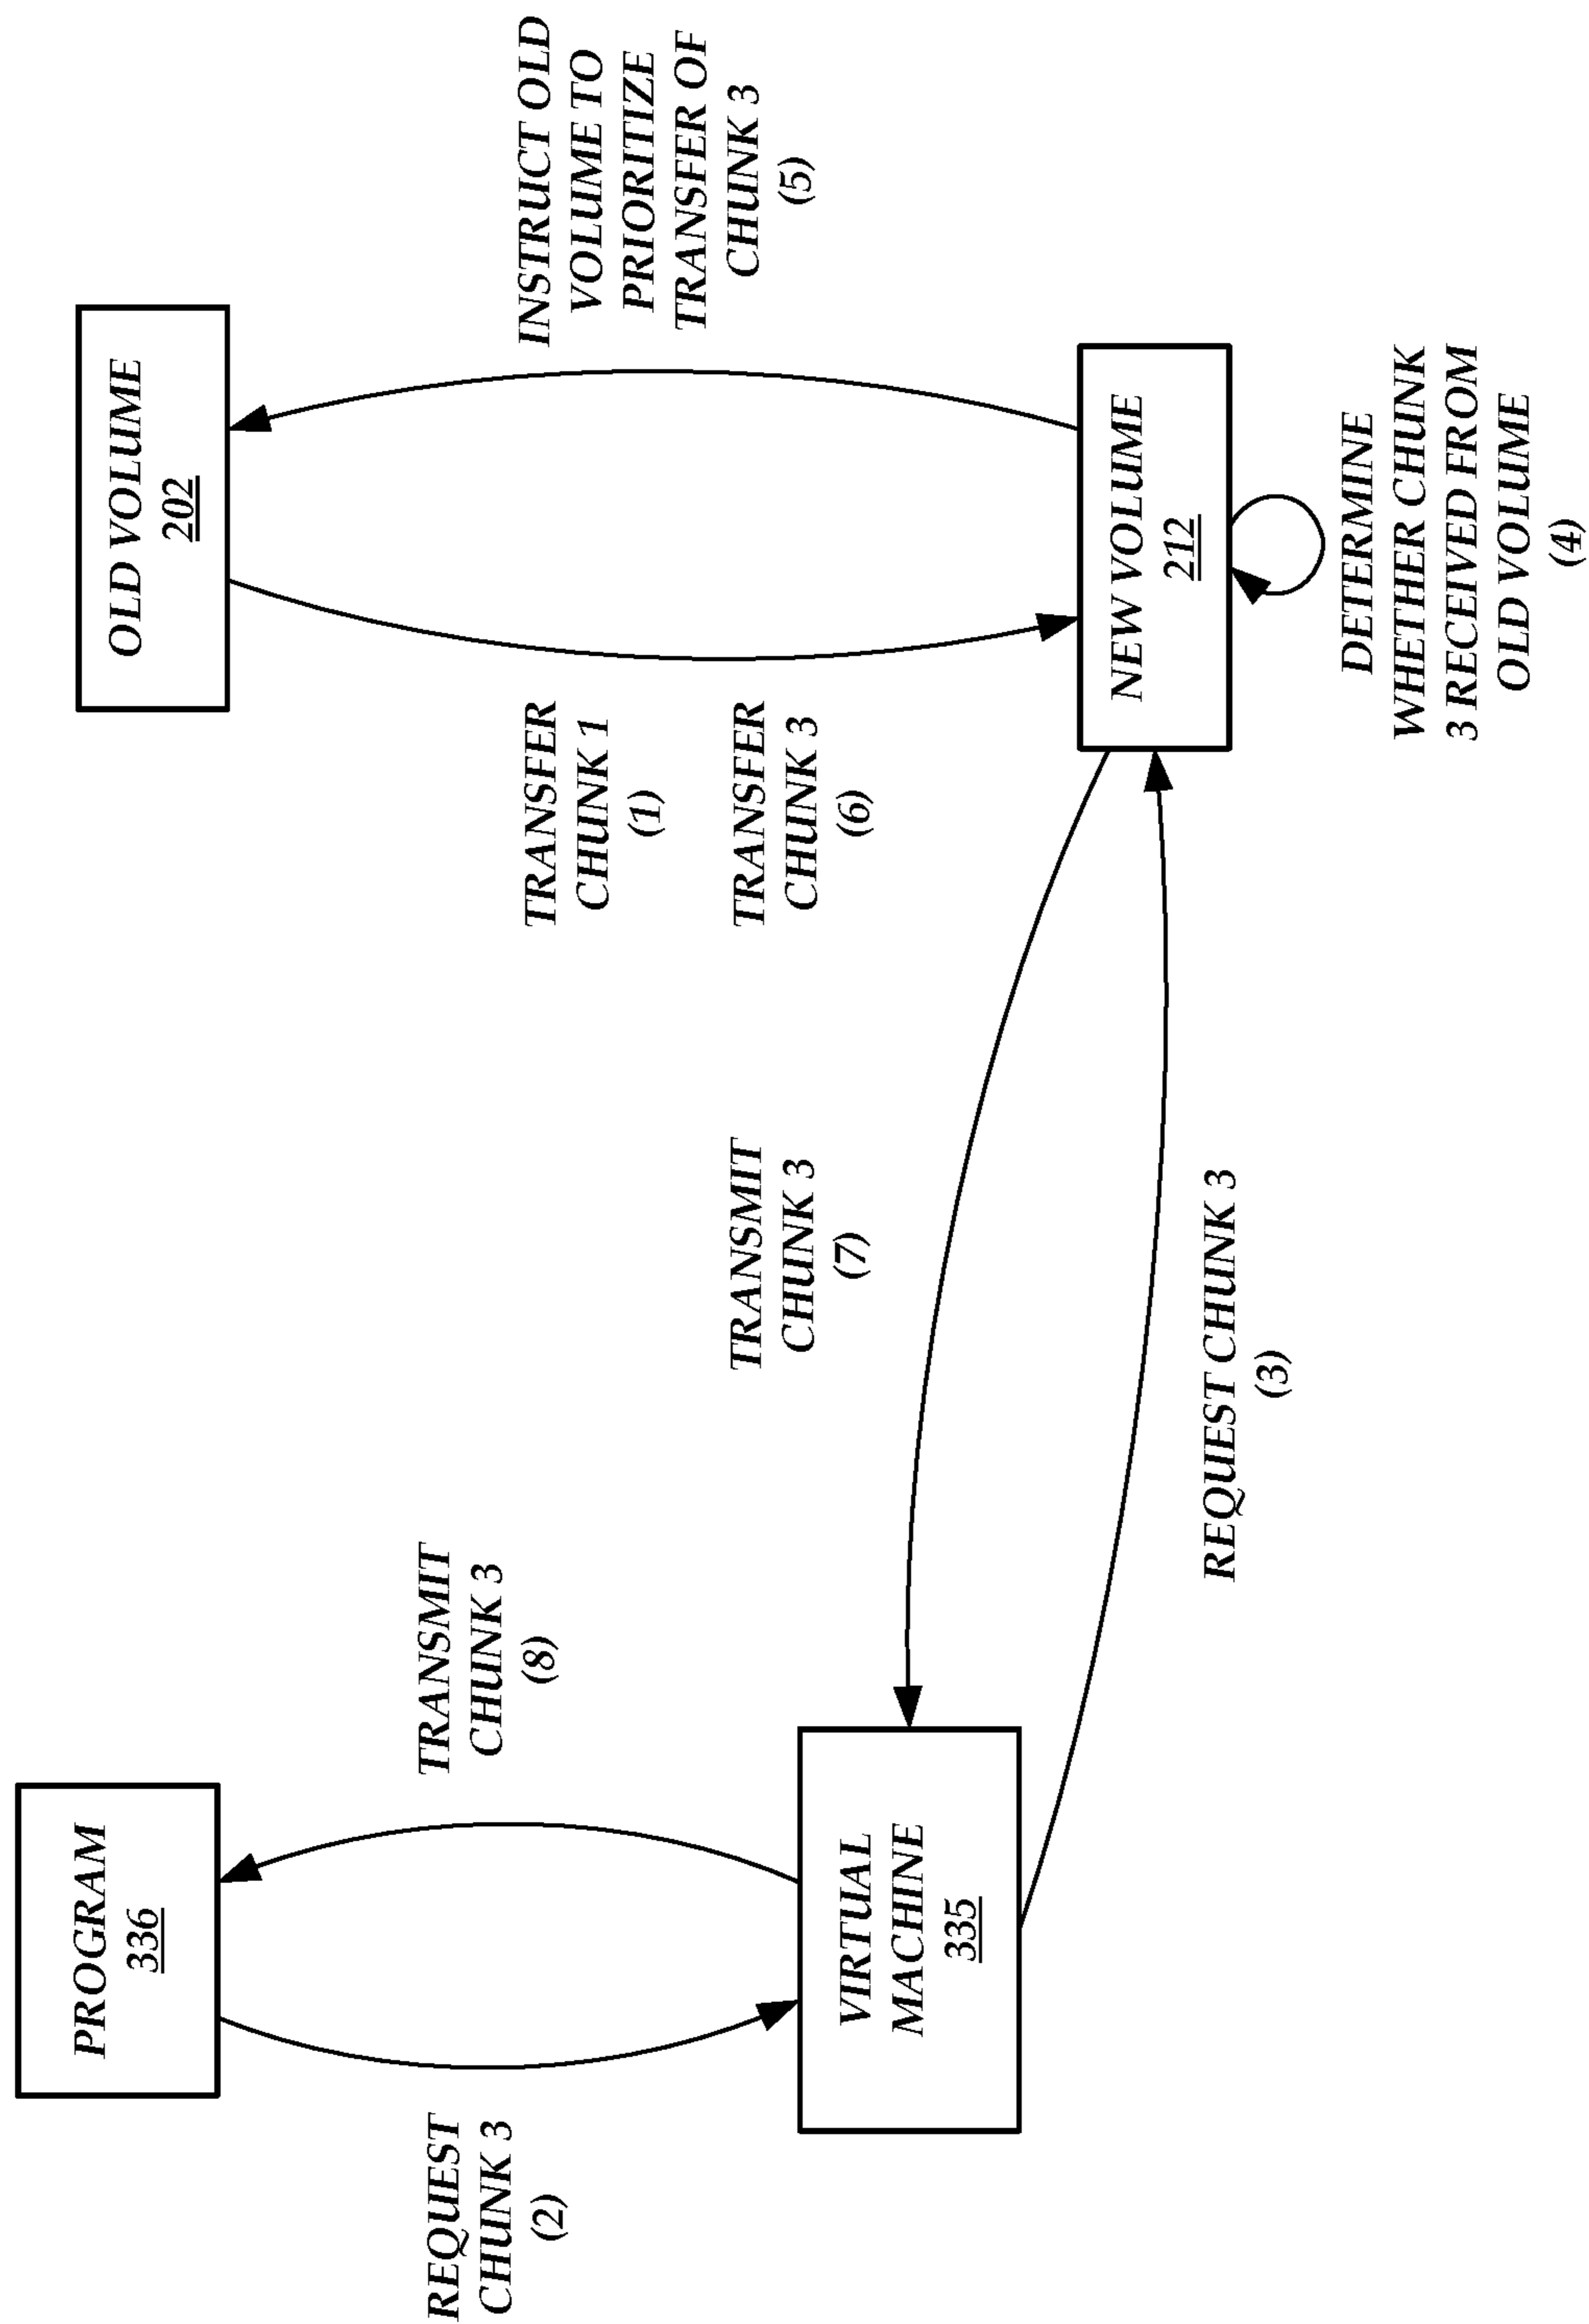 PROGRAM
336
REQUEST
CHUNK 3
(2)
TRANSMIT
CHUNK 3
(8)
VIRTUAL
MACHINE
335
TRANSMIT
CHUNK 3
(7)
REQUEST CHUNK 3
(3)
OLD VOLUME
202
TRANSFER
CHUNK 1
(1)
TRANSFER
CHUNK 3
(6)
INSTRUCT OLD
VOLUME TO
PRIORITIZE
TRANSFER OF
CHUNK 3
(5)
NEW VOLUME
212
DETERMINE
WHETHER CHUNK
3 RECEIVED FROM
OLD VOLUME
(4)